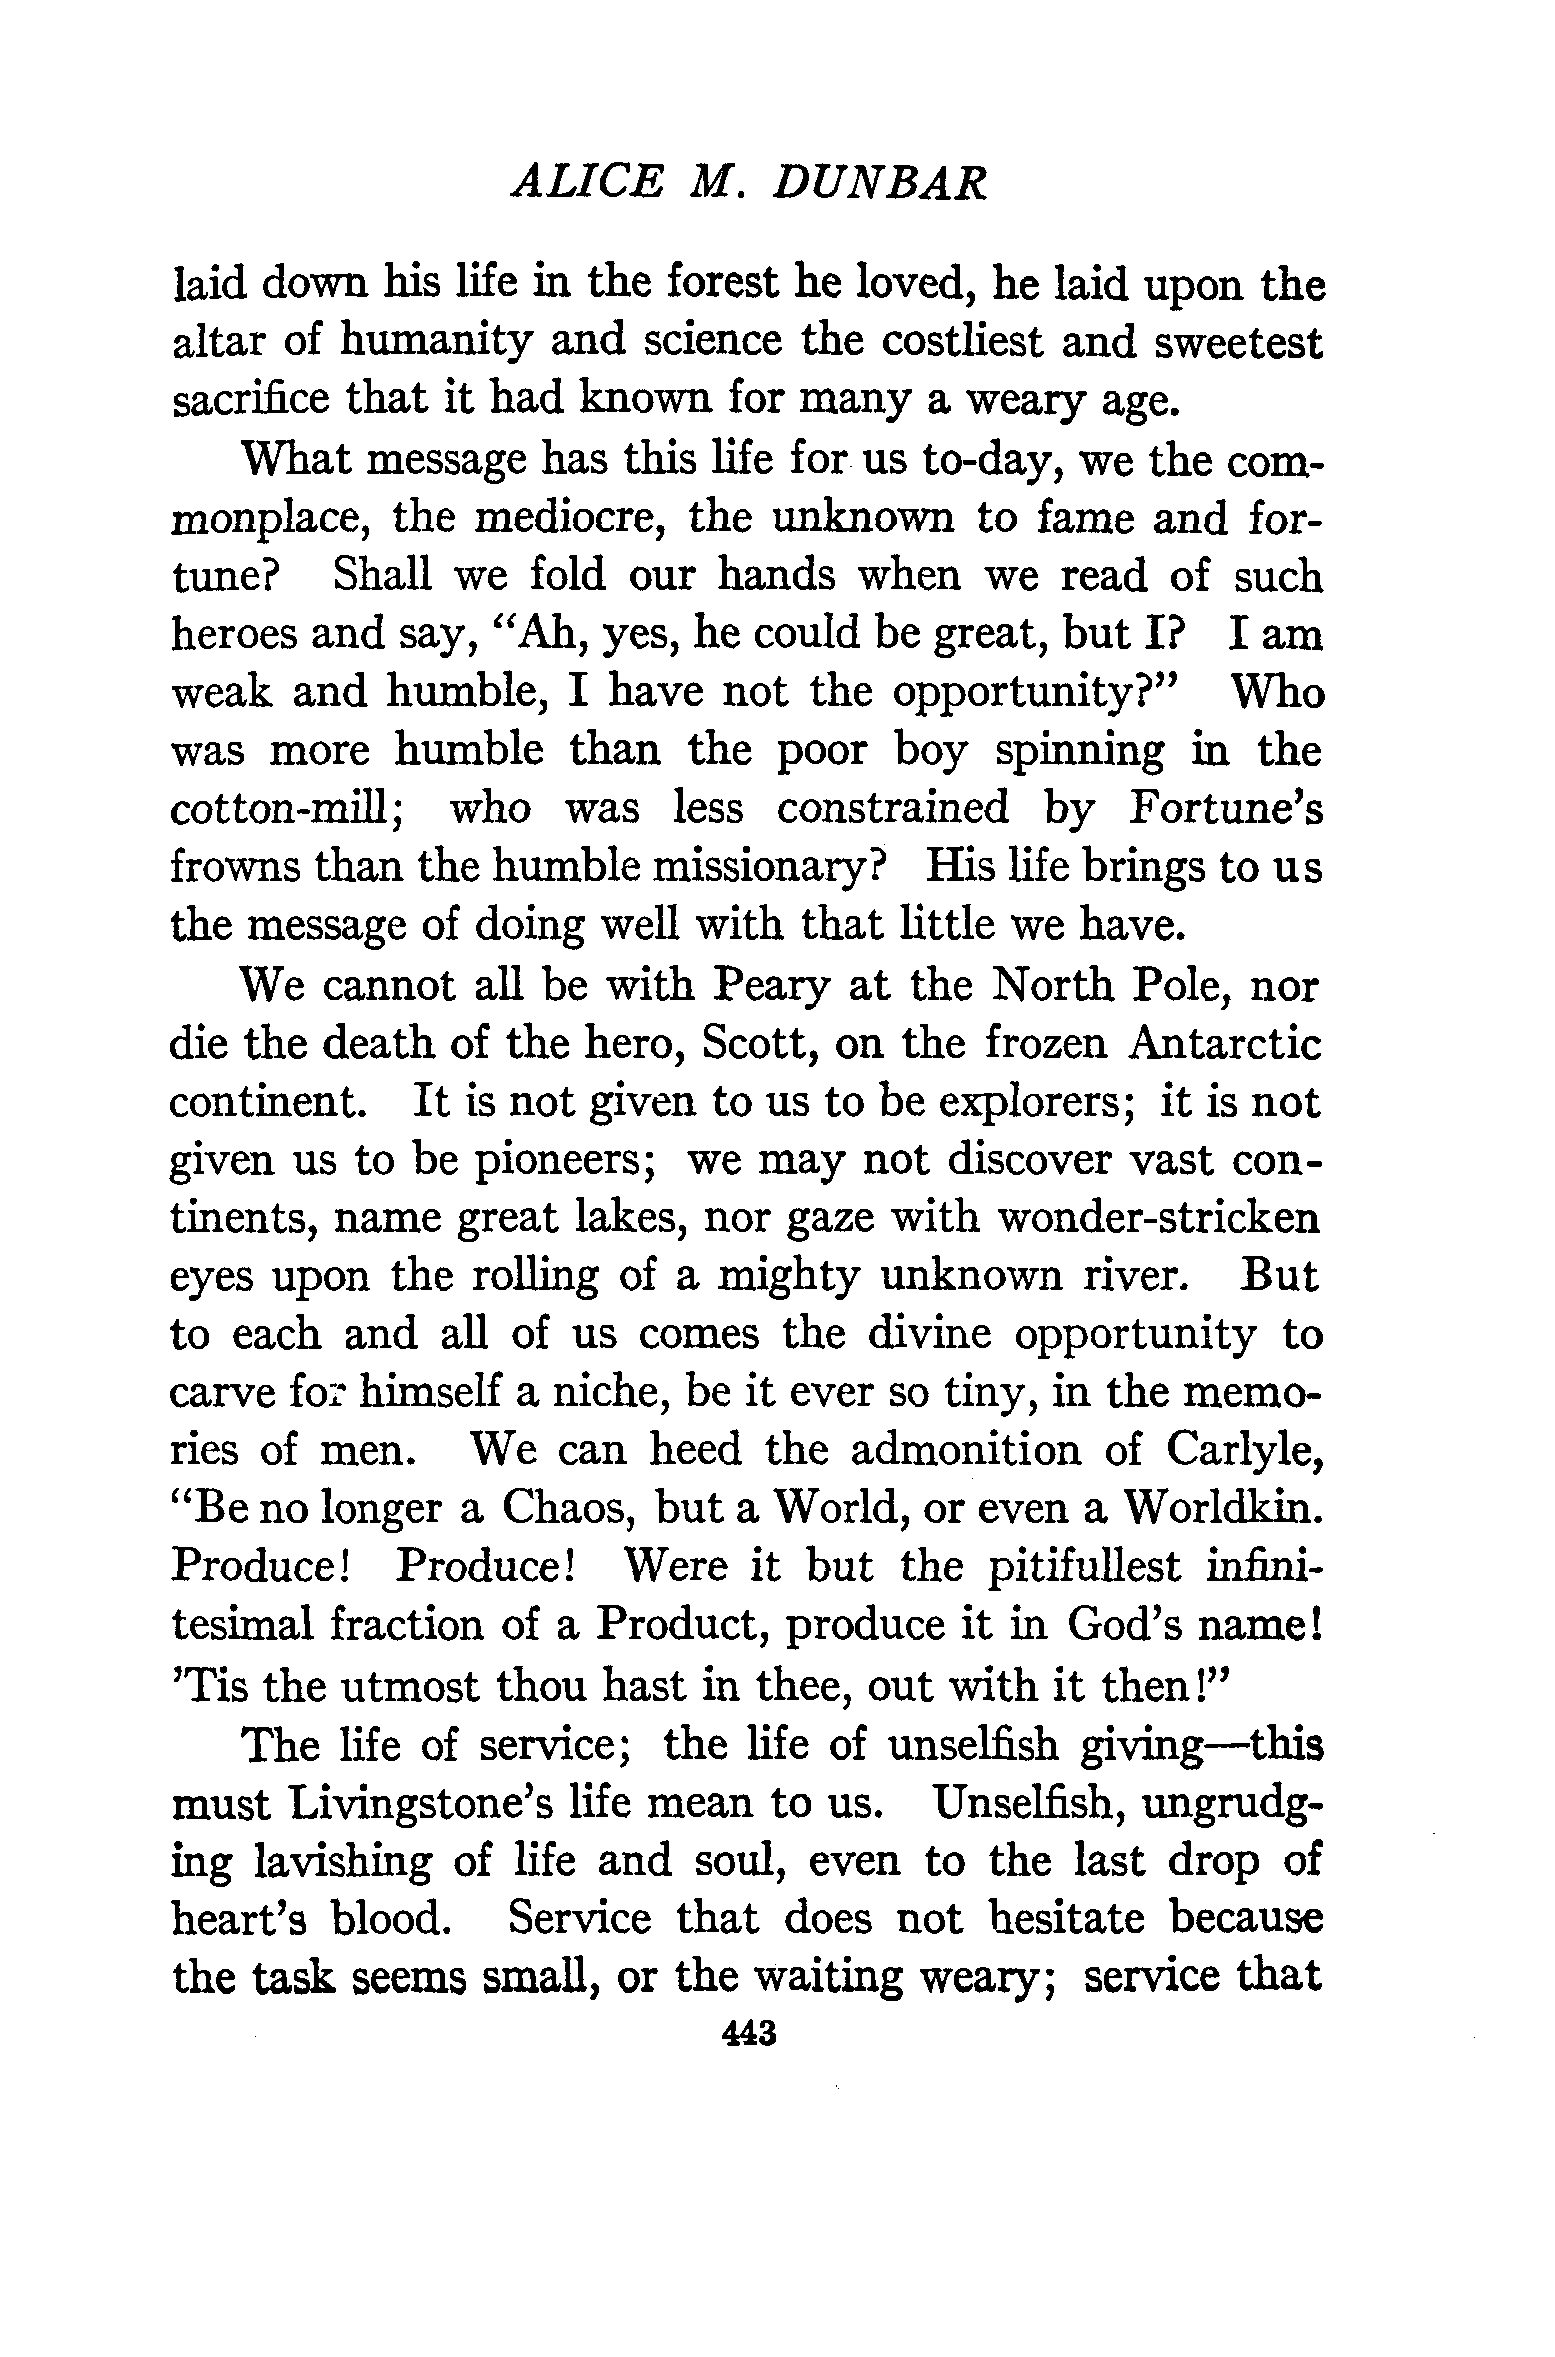 ALICE M. DUNBAR
laid down his life in the forest he loved, he laid upon the
altar of humanity and science the costliest and sweetest
sacrifice that it had known for many a weary age.
What message has this life for us to-day, we the com-
monplace, the mediocre, the unknown to fame and for-
tune? Shall we fold our hands when we read of such
heroes and say, “Ah, yes, he could be great, but I? I am
weak and humble, I have not the opportunity?” Who
was more humble than the poor boy spinning in the
cotton-mill; who was less constrained by Fortune’s
frowns than the humble missionary? His life brings to us
the message of doing well with that little we have.
We cannot all be with Peary at the North Pole, nor
die the death of the hero, Scott, on the frozen Antarctic
continent. It is not given to us to be explorers; it is not
given us to be pioneers; we may not discover vast con-
tinents, name great lakes, nor gaze with wonder-stricken
eyes upon the rolling of a mighty unknown river. But
to each and all of us comes the divine opportunity to
carve for himself a niche, be it ever so tiny, in the memo-
ries of men. We can heed the admonition of Carlyle,
“Be no longer a Chaos, but a World, or even a Worldkin.
Produce! Produce! Were it but the pitifullest infini-
tesimal fraction of a Product, produce it in God’s name!
’Tis the utmost thou hast in thee, out with it then!”
The life of service; the life of unselfish giving—this
must Livingstone’s life mean to us. Unselfish, ungrudg-
ing lavishing of life and soul, even to the last drop of
heart’s blood. Service that does not hesitate because
the task seems small, or the waiting weary; service that
443